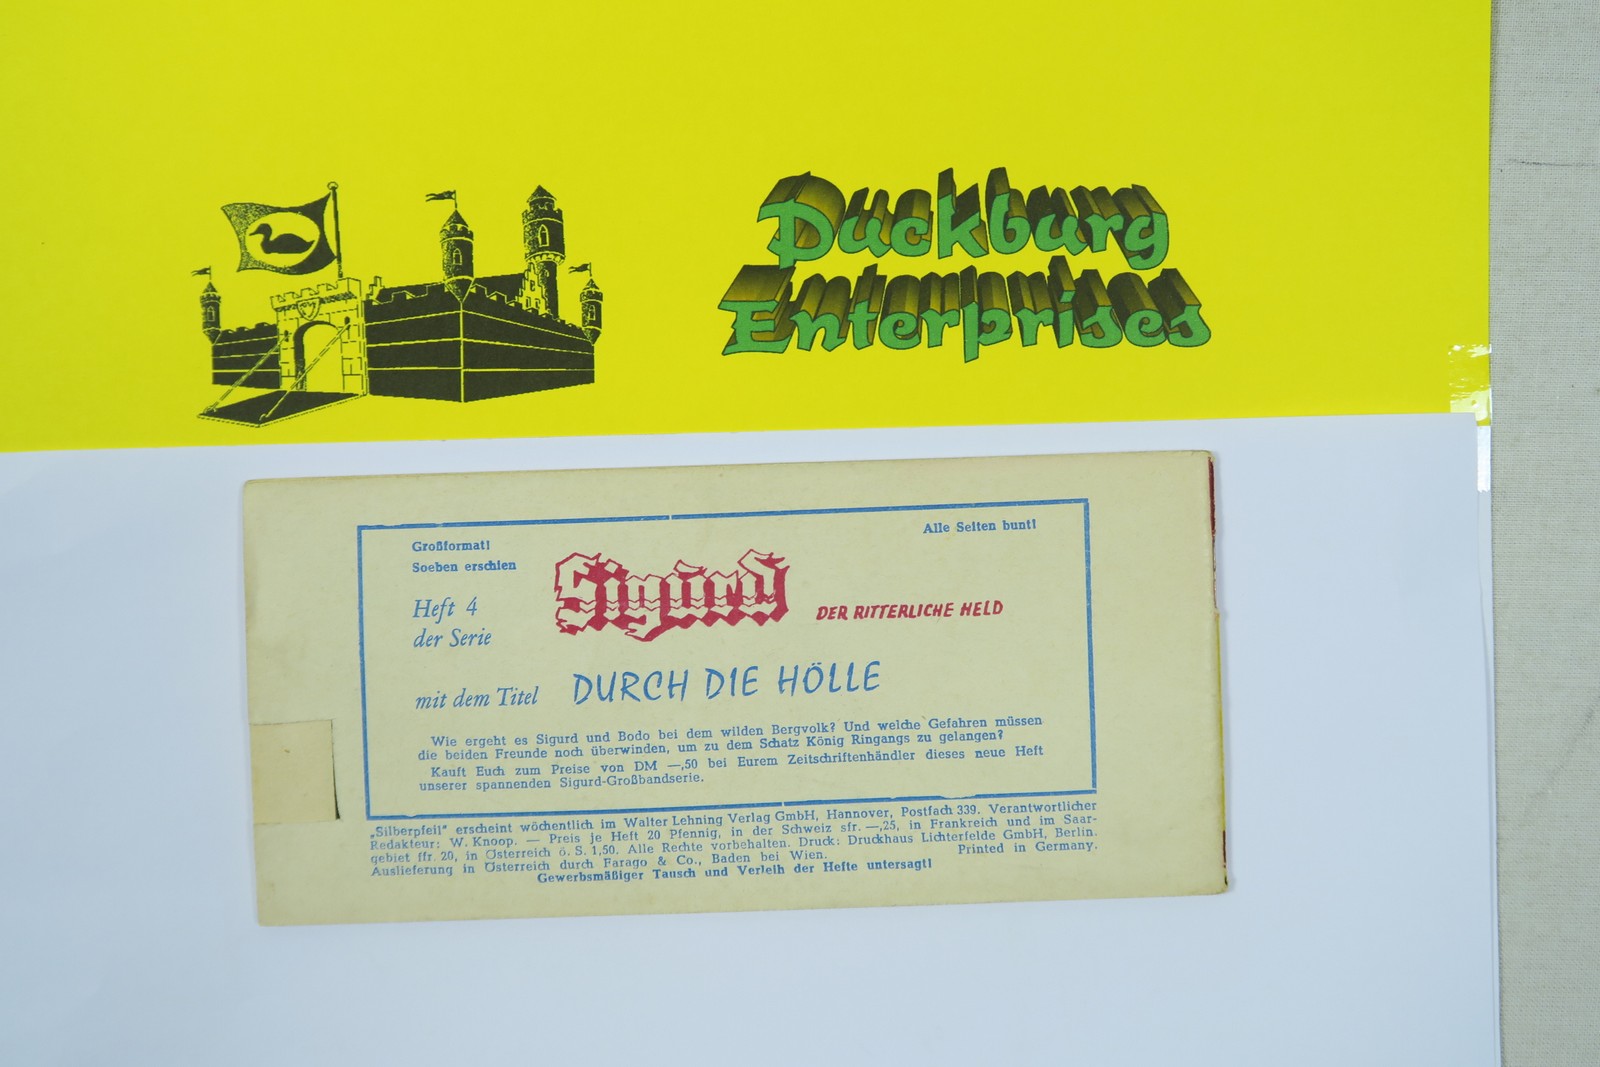 Duckburg
Enterprises
Großformat!
Alle Seiten bunt!
Soeben erschien
Heft 4
der Serie
Sigurd
DER RITTERLICHE HELD
mit dem Titel
DURCH DIE HÖLLE
Wie ergeht es Sigurd und Bodo bei dem wilden Bergvolk? Und welche Gefahren müssen
die beiden Freunde noch überwinden, um zu dem Schatz König Ringangs zu gelangen?
Kauft Euch zum Preise von DM —,50 bei Eurem Zeitschriftenhändler dieses neue Heft
unserer spannenden Sigurd-Großbandserie.
„Silberpfeil" erscheint wöchentlich im Walter Lehning Verlag GmbH, Hannover, Postfach 339. Verantwortlicher
Redakteur: W. Knoop. — Preis je Heft 20 Pfennig, in der Schweiz sfr. —,25, in Frankreich und im Saar-
gebiet ffr. 20, in Österreich ö. S. 1,50. Alle Rechte vorbehalten. Druck: Druckhaus Lichterfelde GmbH, Berlin.
Auslieferung in Österreich durch Farago & Co., Baden bei Wien. Printed in Germany.
Gewerbsmäßiger Tausch und Verleih der Hefte untersagt!